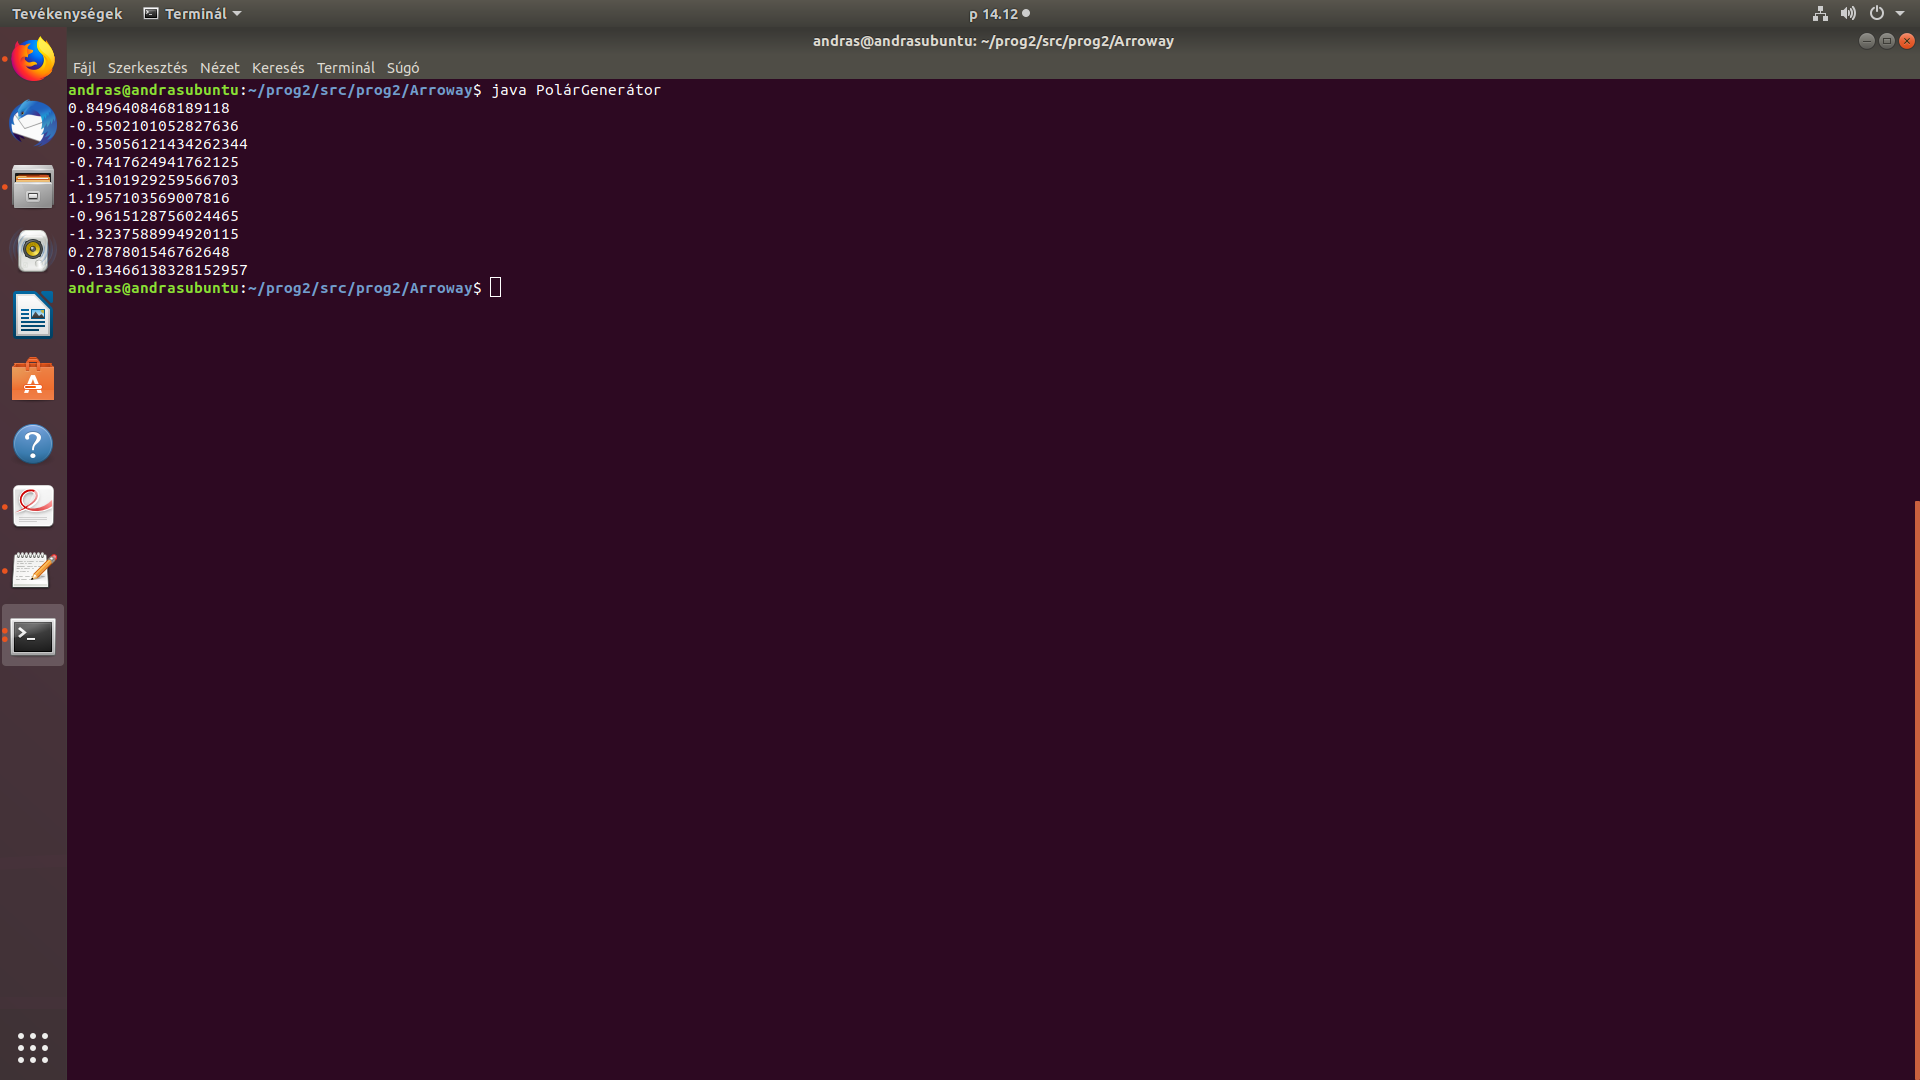 Tevékenységek Terminál p 14.12
andras@andrasubuntu: ~/prog2/src/prog2/Arroway
Fájl Szerkesztés Nézet Keresés Terminál Súgó
andras@andrasubuntu:~/prog2/src/prog2/Arroway$ java PolárGenerátor
0.8496408468189118
-0.5502101052827636
-0.35056121434262344
-0.7417624941762125
-1.3101929259566703
1.1957103569007816
-0.9615128756024465
-1.3237588994920115
0.2787801546762648
-0.13466138328152957
andras@andrasubuntu:~/prog2/src/prog2/Arroway$